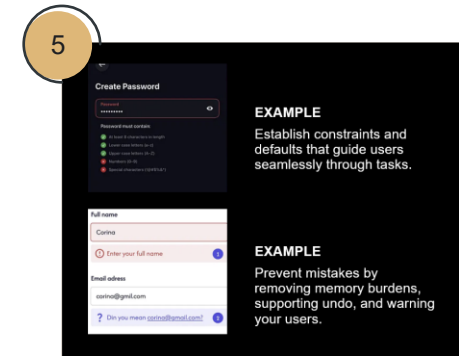 5
Create Password
Password
Password must contain
At least 8 characters in length
Lower case letters (a-z)
Upper case letters (A-Z)
Numbers (0-9)
EXAMPLE
Establish constraints and
defaults that guide users
seamlessly through tasks.
Full name
Corina
Enter your full name
Email adress
corina@gmil.com
? Din you mean corina@gmail.com?
EXAMPLE
Prevent mistakes by
removing memory burdens,
supporting undo, and warning
your users.